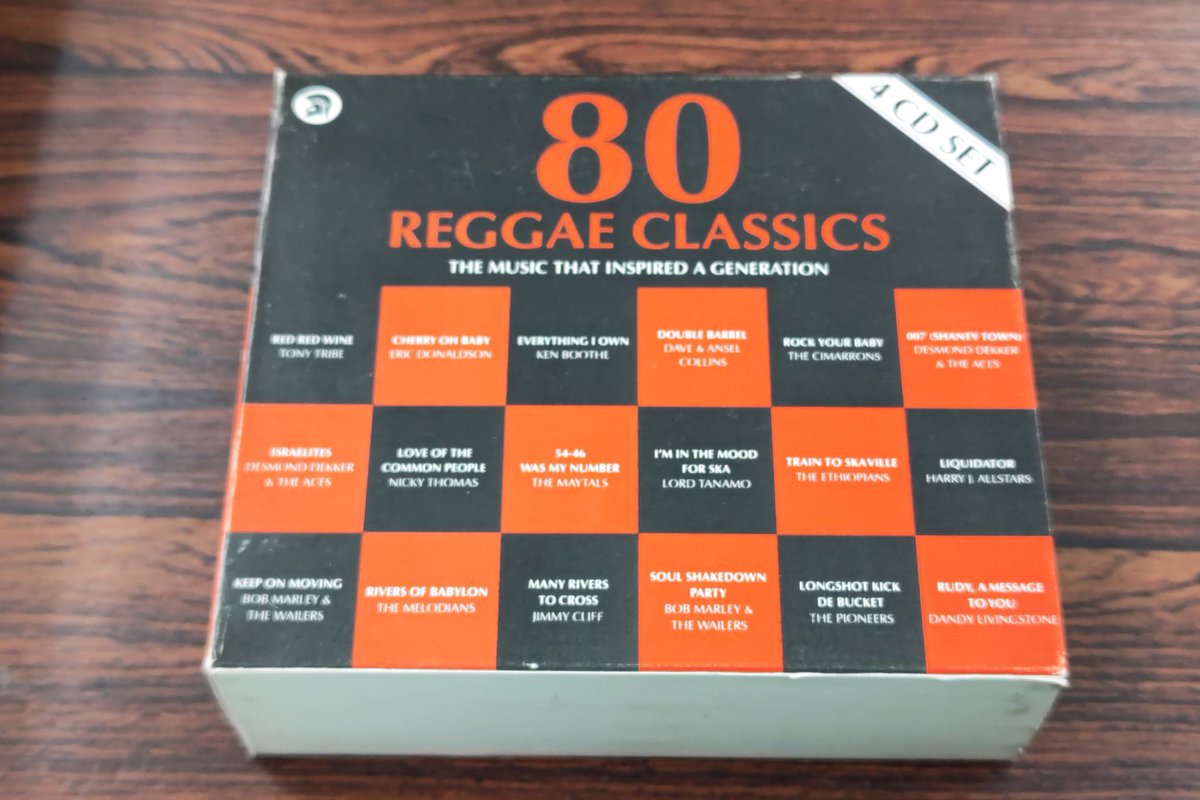 80
4 CD SET
REGGAE CLASSICS
THE MUSIC THAT INSPIRED A GENERATION
RED RED WINE
TONY TRIBE
CHERRY OH BABY
ERIC DONALDSON
EVERYTHING I OWN
KEN BOOTHE
DOUBLE BARREL
DAVE & ANSEL
COLLINS
ROCK YOUR BABY
THE CIMARRONS
007 (SHANTY TOWN)
DESMOND DEKKER
& THE ACES
ISRAELITES
DESMOND DEKKER
& THE ACES
LOVE OF THE
COMMON PEOPLE
NICKY THOMAS
54-46
WAS MY NUMBER
THE MAYTALS
I'M IN THE MOOD
FOR SKA
LORD TANAMO
TRAIN TO SKAVILLE
THE ETHIOPIANS
LIQUIDATOR
HARRY J. ALLSTARS
KEEP ON MOVING
BOB MARLEY &
THE WAILERS
RIVERS OF BABYLON
THE MELODIANS
MANY RIVERS
TO CROSS
JIMMY CLIFF
SOUL SHAKEDOWN
PARTY
BOB MARLEY &
THE WAILERS
LONGSHOT KICK
DE BUCKET
THE PIONEERS
RUDY, A MESSAGE
TO YOU
DANDY LIVINGSTONE